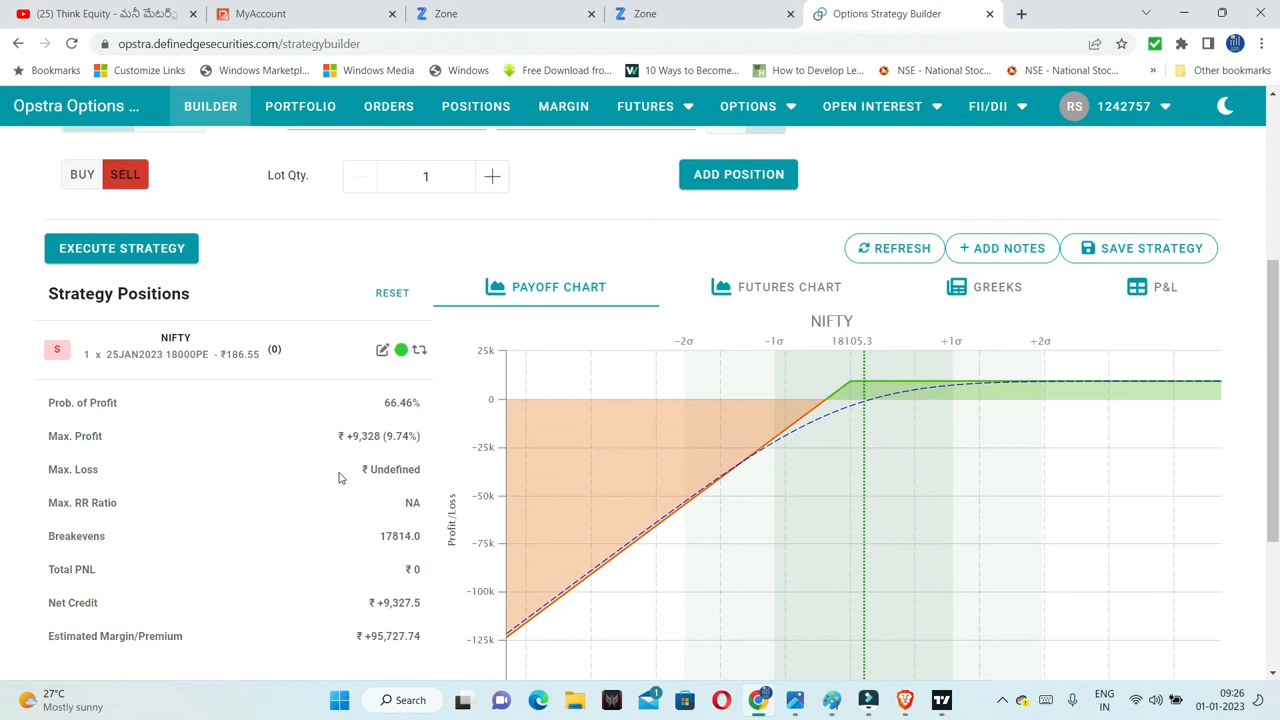 (25) Think Equity - మనీ మేటర్స్
MyAccount
Zone
Zone
Options Strategy Builder
opstra.definedgesecurities.com/strategybuilder
Bookmarks
Customize Links
Windows Marketpl...
Windows Media
Windows
Free Download fro...
10 Ways to Become...
How to Develop Le...
NSE - National Stoc...
NSE - National Stoc...
»
Other bookmarks
Opstra Options ...
BUILDER
PORTFOLIO
ORDERS
POSITIONS
MARGIN
FUTURES
OPTIONS
OPEN INTEREST
FII/DII
RS
1242757
BUY
SELL
Lot Qty.
1
ADD POSITION
EXECUTE STRATEGY
REFRESH
+ ADD NOTES
SAVE STRATEGY
Strategy Positions
RESET
PAYOFF CHART
FUTURES CHART
GREEKS
P&L
S
NIFTY
1 x 25JAN2023 18000PE - ₹186.55
(0)
Prob. of Profit
66.46%
Max. Profit
₹ +9,328 (9.74%)
Max. Loss
₹ Undefined
Max. RR Ratio
NA
Breakevens
17814.0
Total PNL
₹ 0
Net Credit
₹ +9,327.5
Estimated Margin/Premium
₹ +95,727.74
NIFTY
-2σ
-1σ
18105.3
+1σ
+2σ
25k
0
-25k
-50k
-75k
-100k
-125k
Profit/Loss
27°C
Mostly sunny
Search
1
ENG
IN
09:26
01-01-2023